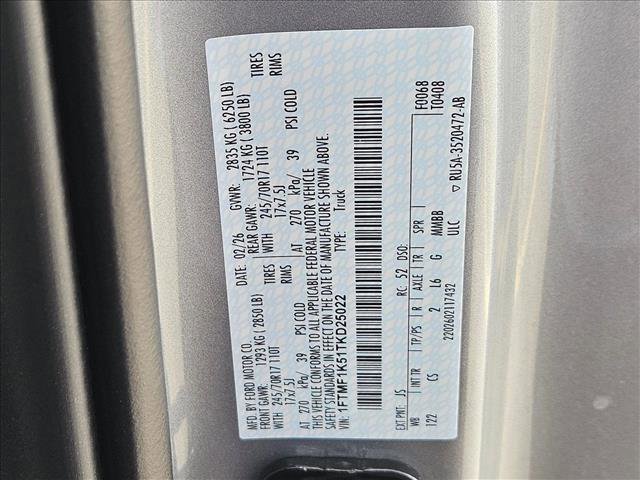 MFD. BY FORD MOTOR CO.
DATE: 02/26 GVWR: 2835 KG ( 6250 LB)
FRONT GAWR: 1293 KG ( 2850 LB) REAR GAWR: 1724 KG ( 3800 LB)
WITH 245/70R17 110T TIRES WITH 245/70R17 110T TIRES
17x7.5J RIMS 17x7.5J RIMS
AT 270 kPa/ 39 PSI COLD AT 270 kPa/ 39 PSI COLD
THIS VEHICLE CONFORMS TO ALL APPLICABLE FEDERAL MOTOR VEHICLE
SAFETY STANDARDS IN EFFECT ON THE DATE OF MANUFACTURE SHOWN ABOVE.
VIN: 1FTMF1K51TKD25022 TYPE: Truck
F0068
T0408
EXT PNT: JS RC: 52 DSO:
WB INT TR TP/PS R AXLE TR SPR
122 CS 2 L6 G MMBB
ULC
2202602117432
▽ RU5A-3520472-AB